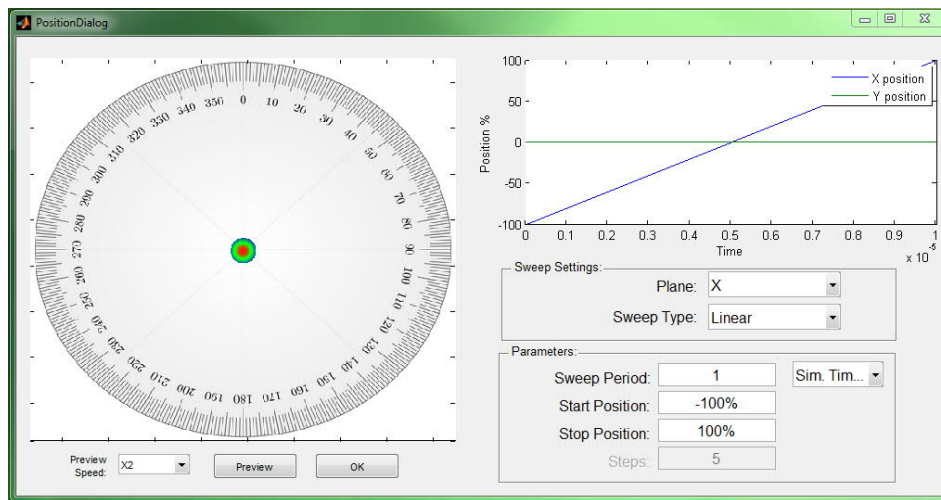 PositionDialog
0
10
20
30
40
50
60
70
80
90
100
110
120
130
140
150
160
170
180
190
200
210
220
230
240
250
260
270
280
290
300
310
320
330
340
350
Preview Speed:
X2
Preview
OK
100
50
0
-50
-100
Position %
X position
Y position
0 0.1 0.2 0.3 0.4 0.5 0.6 0.7 0.8 0.9 1
Time
x 10⁻⁵
Sweep Settings:
Plane: X
Sweep Type: Linear
Parameters:
Sweep Period: 1 Sim. Tim...
Start Position: -100%
Stop Position: 100%
Steps: 5